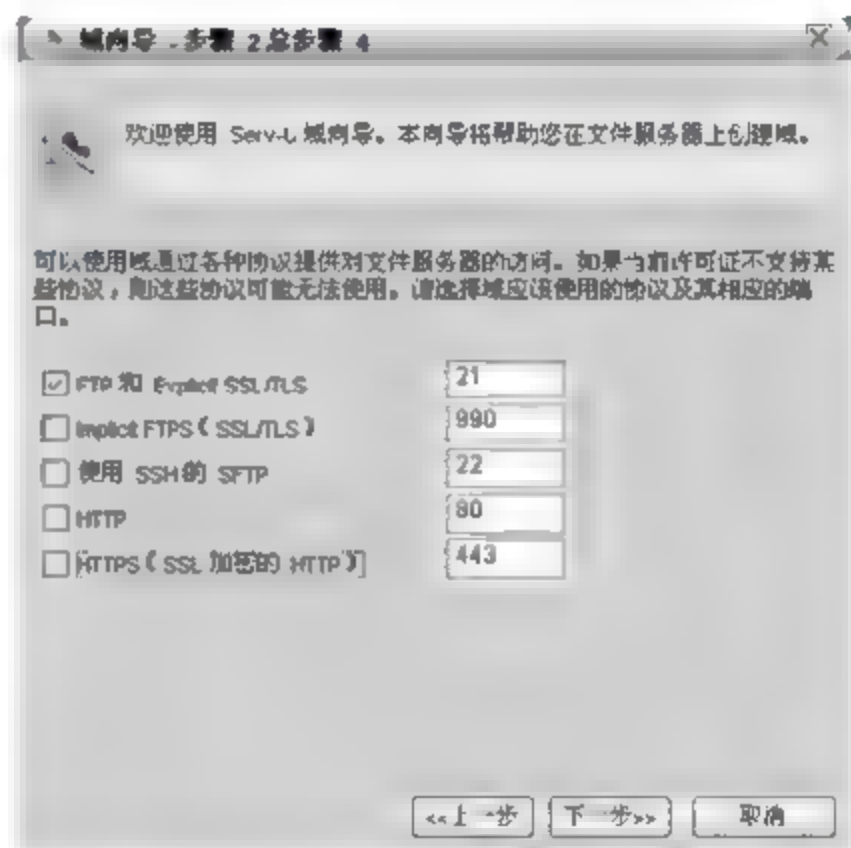 域向导 - 步骤 2总步骤 4
欢迎使用 Serv-U 域向导。本向导将帮助您在文件服务器上创建域。
可以使用域通过各种协议提供对文件服务器的访问。如果当前许可证不支持某
些协议，则这些协议可能无法使用。请选择域应该使用的协议及其相应的端
口。
FTP 和 Explicit SSL/TLS 21
Implicit FTPS（SSL/TLS） 990
使用 SSH 的 SFTP 22
HTTP 80
HTTPS（SSL 加密的 HTTP） 443
<<上一步 下一步>> 取消